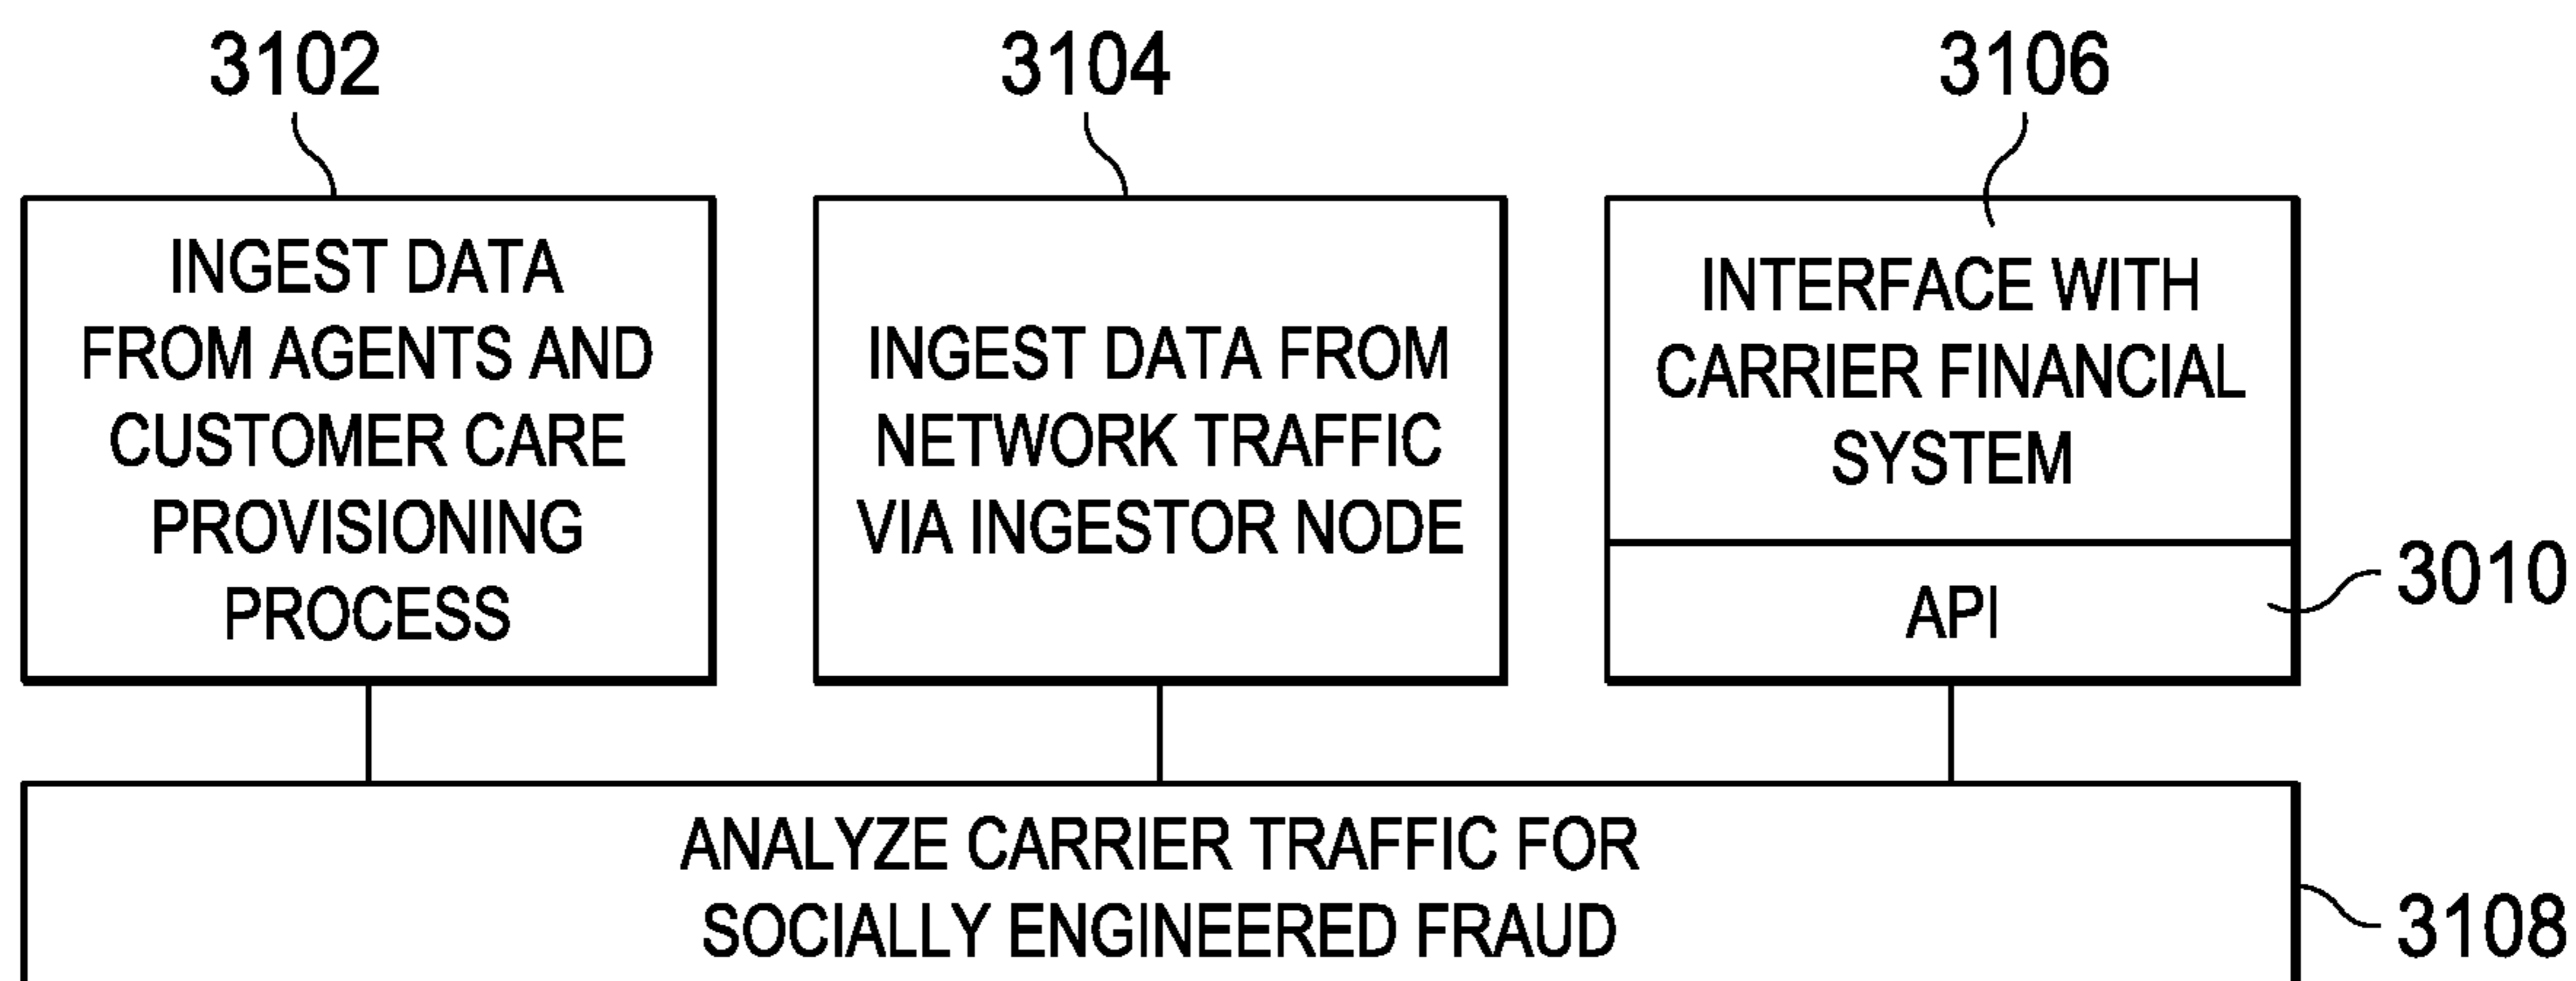 3102
3104
3106
INGEST DATA
FROM AGENTS AND
CUSTOMER CARE
PROVISIONING
PROCESS
INGEST DATA FROM
NETWORK TRAFFIC
VIA INGESTOR NODE
INTERFACE WITH
CARRIER FINANCIAL
SYSTEM
API
3010
ANALYZE CARRIER TRAFFIC FOR
SOCIALLY ENGINEERED FRAUD
3108